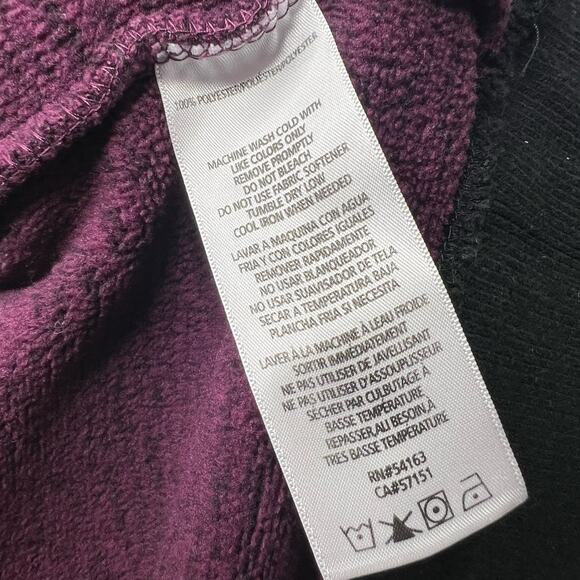 100% POLYESTER/POLIÉSTER/POLYESTER
MACHINE WASH COLD WITH
LIKE COLORS ONLY
REMOVE PROMPTLY
DO NOT BLEACH
DO NOT USE FABRIC SOFTENER
TUMBLE DRY LOW
COOL IRON WHEN NEEDED
LAVAR A MAQUINA CON AGUA
FRIA Y CON COLORES IGUALES
REMOVER RAPIDAMENTE
NO USAR BLANQUEADOR
NO USAR SUAVISADOR DE TELA
SECAR A TEMPERATURA BAJA
PLANCHA FRIA SI NECESITA
LAVER À LA MACHINE À LEAU FROIDE
SORTIR IMMÉDIATEMENT
NE PAS UTILISER DE JAVELLISANT
NE PAS UTILISER D'ASSOUPISSEUR
SÉCHER PAR CULBUTAGE À
BASSE TEMPÉRATURE
REPASSER,AU BESOIN,À
TRES BASSE TEMPÉRATURE
RN#54163
CA#57151